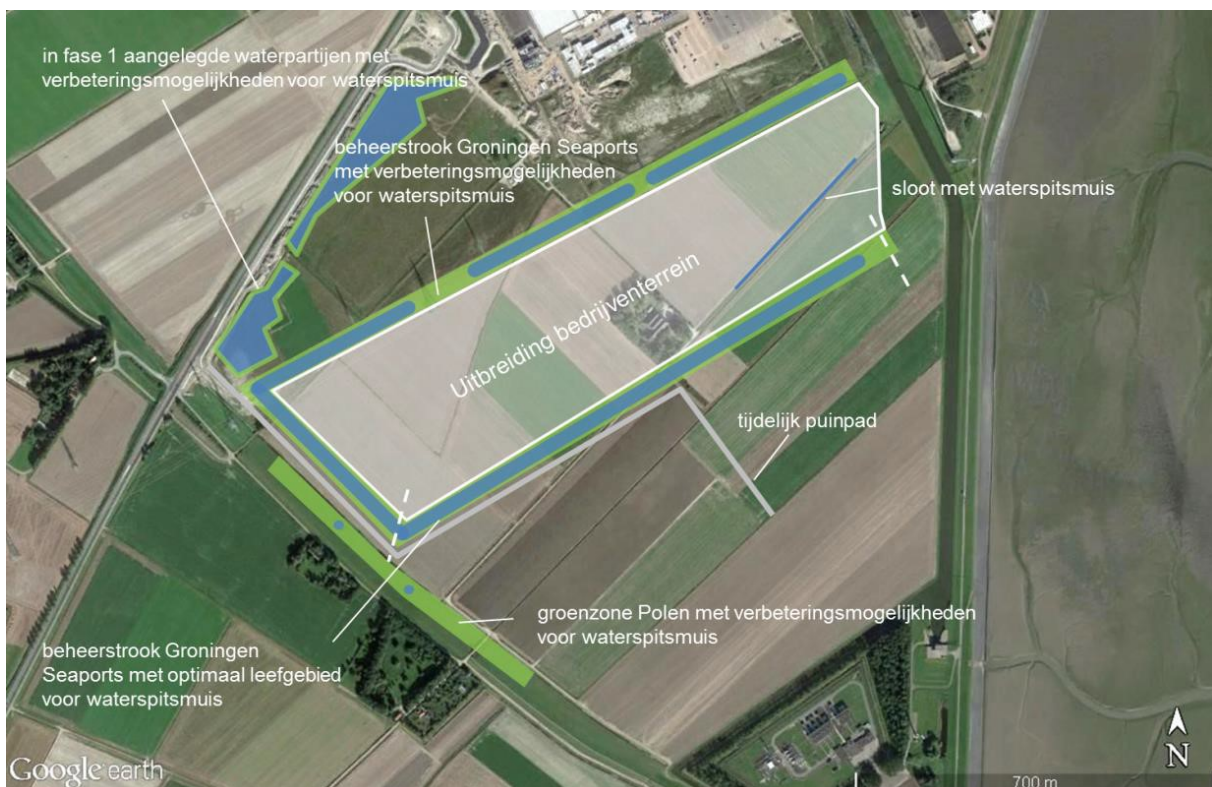 in fase 1 aangelegde waterpartijen met
verbeteringsmogelijkheden voor waterspitsmuis
beheerstrook Groningen Seaports
met verbeteringsmogelijkheden
voor waterspitsmuis
sloot met waterspitsmuis
Uitbreiding bedrijventerrein
tijdelijk puinpad
groenzone Polen met verbeteringsmogelijkheden
voor waterspitsmuis
beheerstrook Groningen
Seaports met optimaal leefgebied
voor waterspitsmuis
N
Google earth
700 m